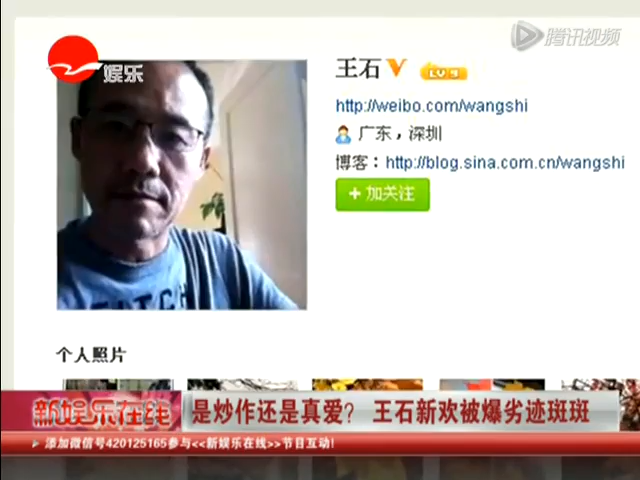 腾讯视频
娱乐
王石
LV 9
http://weibo.com/wangshi
广东，深圳
博客：http://blog.sina.com.cn/wangshi
+ 加关注
个人照片
新娱乐在线
是炒作还是真爱？ 王石新欢被爆劣迹斑斑
添加微信号420125165参与<<新娱乐在线>>节目互动!